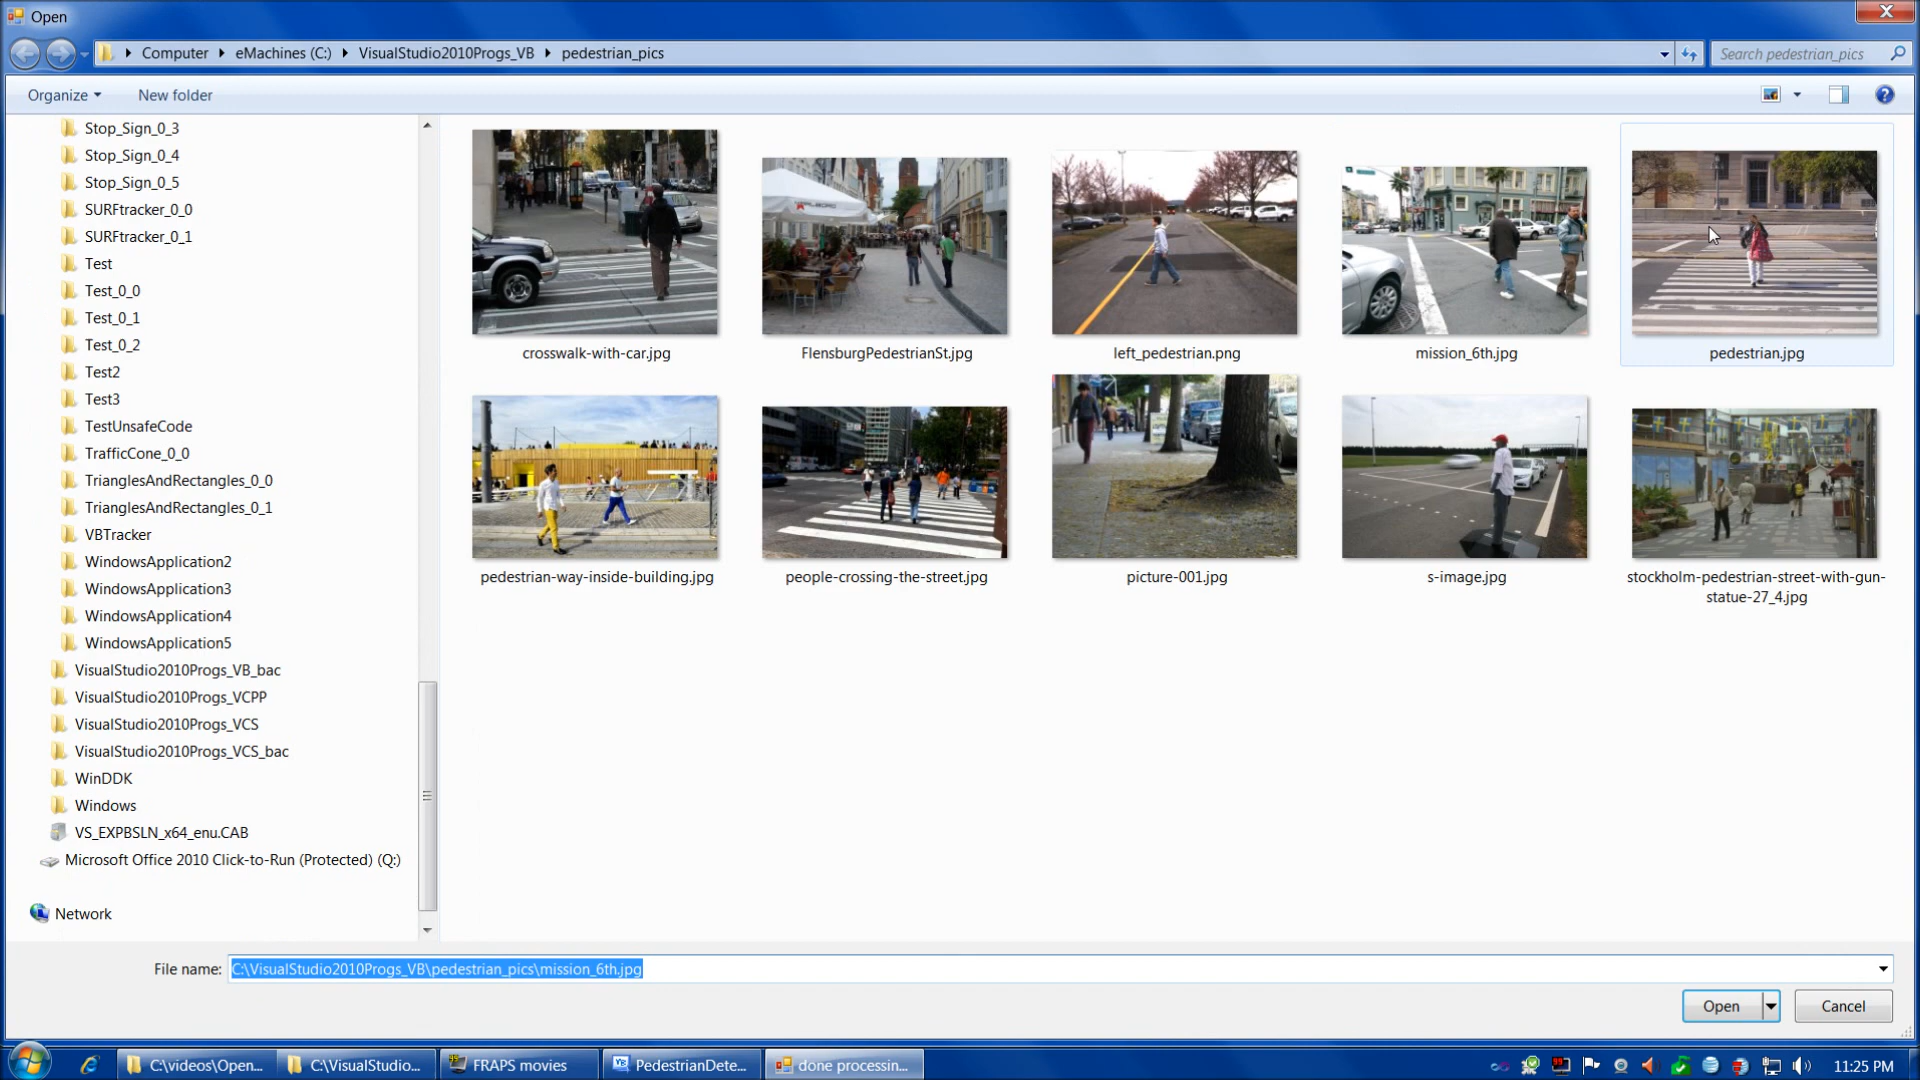 Open
Computer eMachines (C:) VisualStudio2010Progs_VB pedestrian_pics
Search pedestrian_pics
Organize New folder
Stop_Sign_0_3
Stop_Sign_0_4
Stop_Sign_0_5
SURFtracker_0_0
SURFtracker_0_1
Test
Test_0_0
Test_0_1
Test_0_2
Test2
Test3
TestUnsafeCode
TrafficCone_0_0
TrianglesAndRectangles_0_0
TrianglesAndRectangles_0_1
VBTracker
WindowsApplication2
WindowsApplication3
WindowsApplication4
WindowsApplication5
VisualStudio2010Progs_VB_bac
VisualStudio2010Progs_VCPP
VisualStudio2010Progs_VCS
VisualStudio2010Progs_VCS_bac
WinDDK
Windows
VS_EXPBSLN_x64_enu.CAB
Microsoft Office 2010 Click-to-Run (Protected) (Q:)
Network
crosswalk-with-car.jpg
FlensburgPedestrianSt.jpg
left_pedestrian.png
mission_6th.jpg
pedestrian.jpg
pedestrian-way-inside-building.jpg
people-crossing-the-street.jpg
picture-001.jpg
s-image.jpg
stockholm-pedestrian-street-with-gun-
statue-27_4.jpg
File name: C:\VisualStudio2010Progs_VB\pedestrian_pics\mission_6th.jpg
Open Cancel
C:\videos\Open... C:\VisualStudio... FRAPS movies PedestrianDete... done processin... 11:25 PM